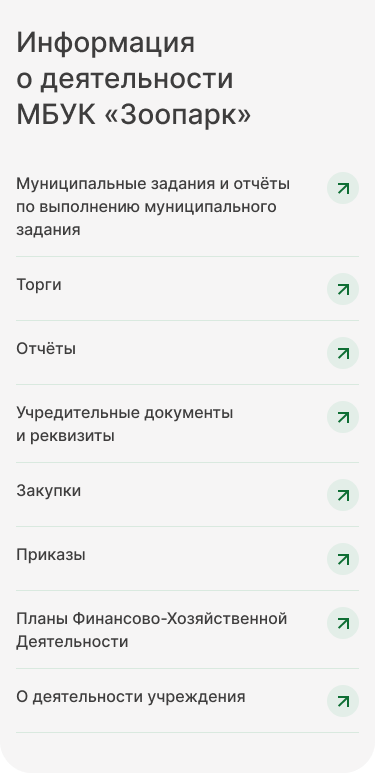 Информация
о деятельности
МБУК «Зоопарк»
Муниципальные задания и отчёты
по выполнению муниципального
задания
Торги
Отчёты
Учредительные документы
и реквизиты
Закупки
Приказы
Планы Финансово-Хозяйственной
Деятельности
О деятельности учреждения